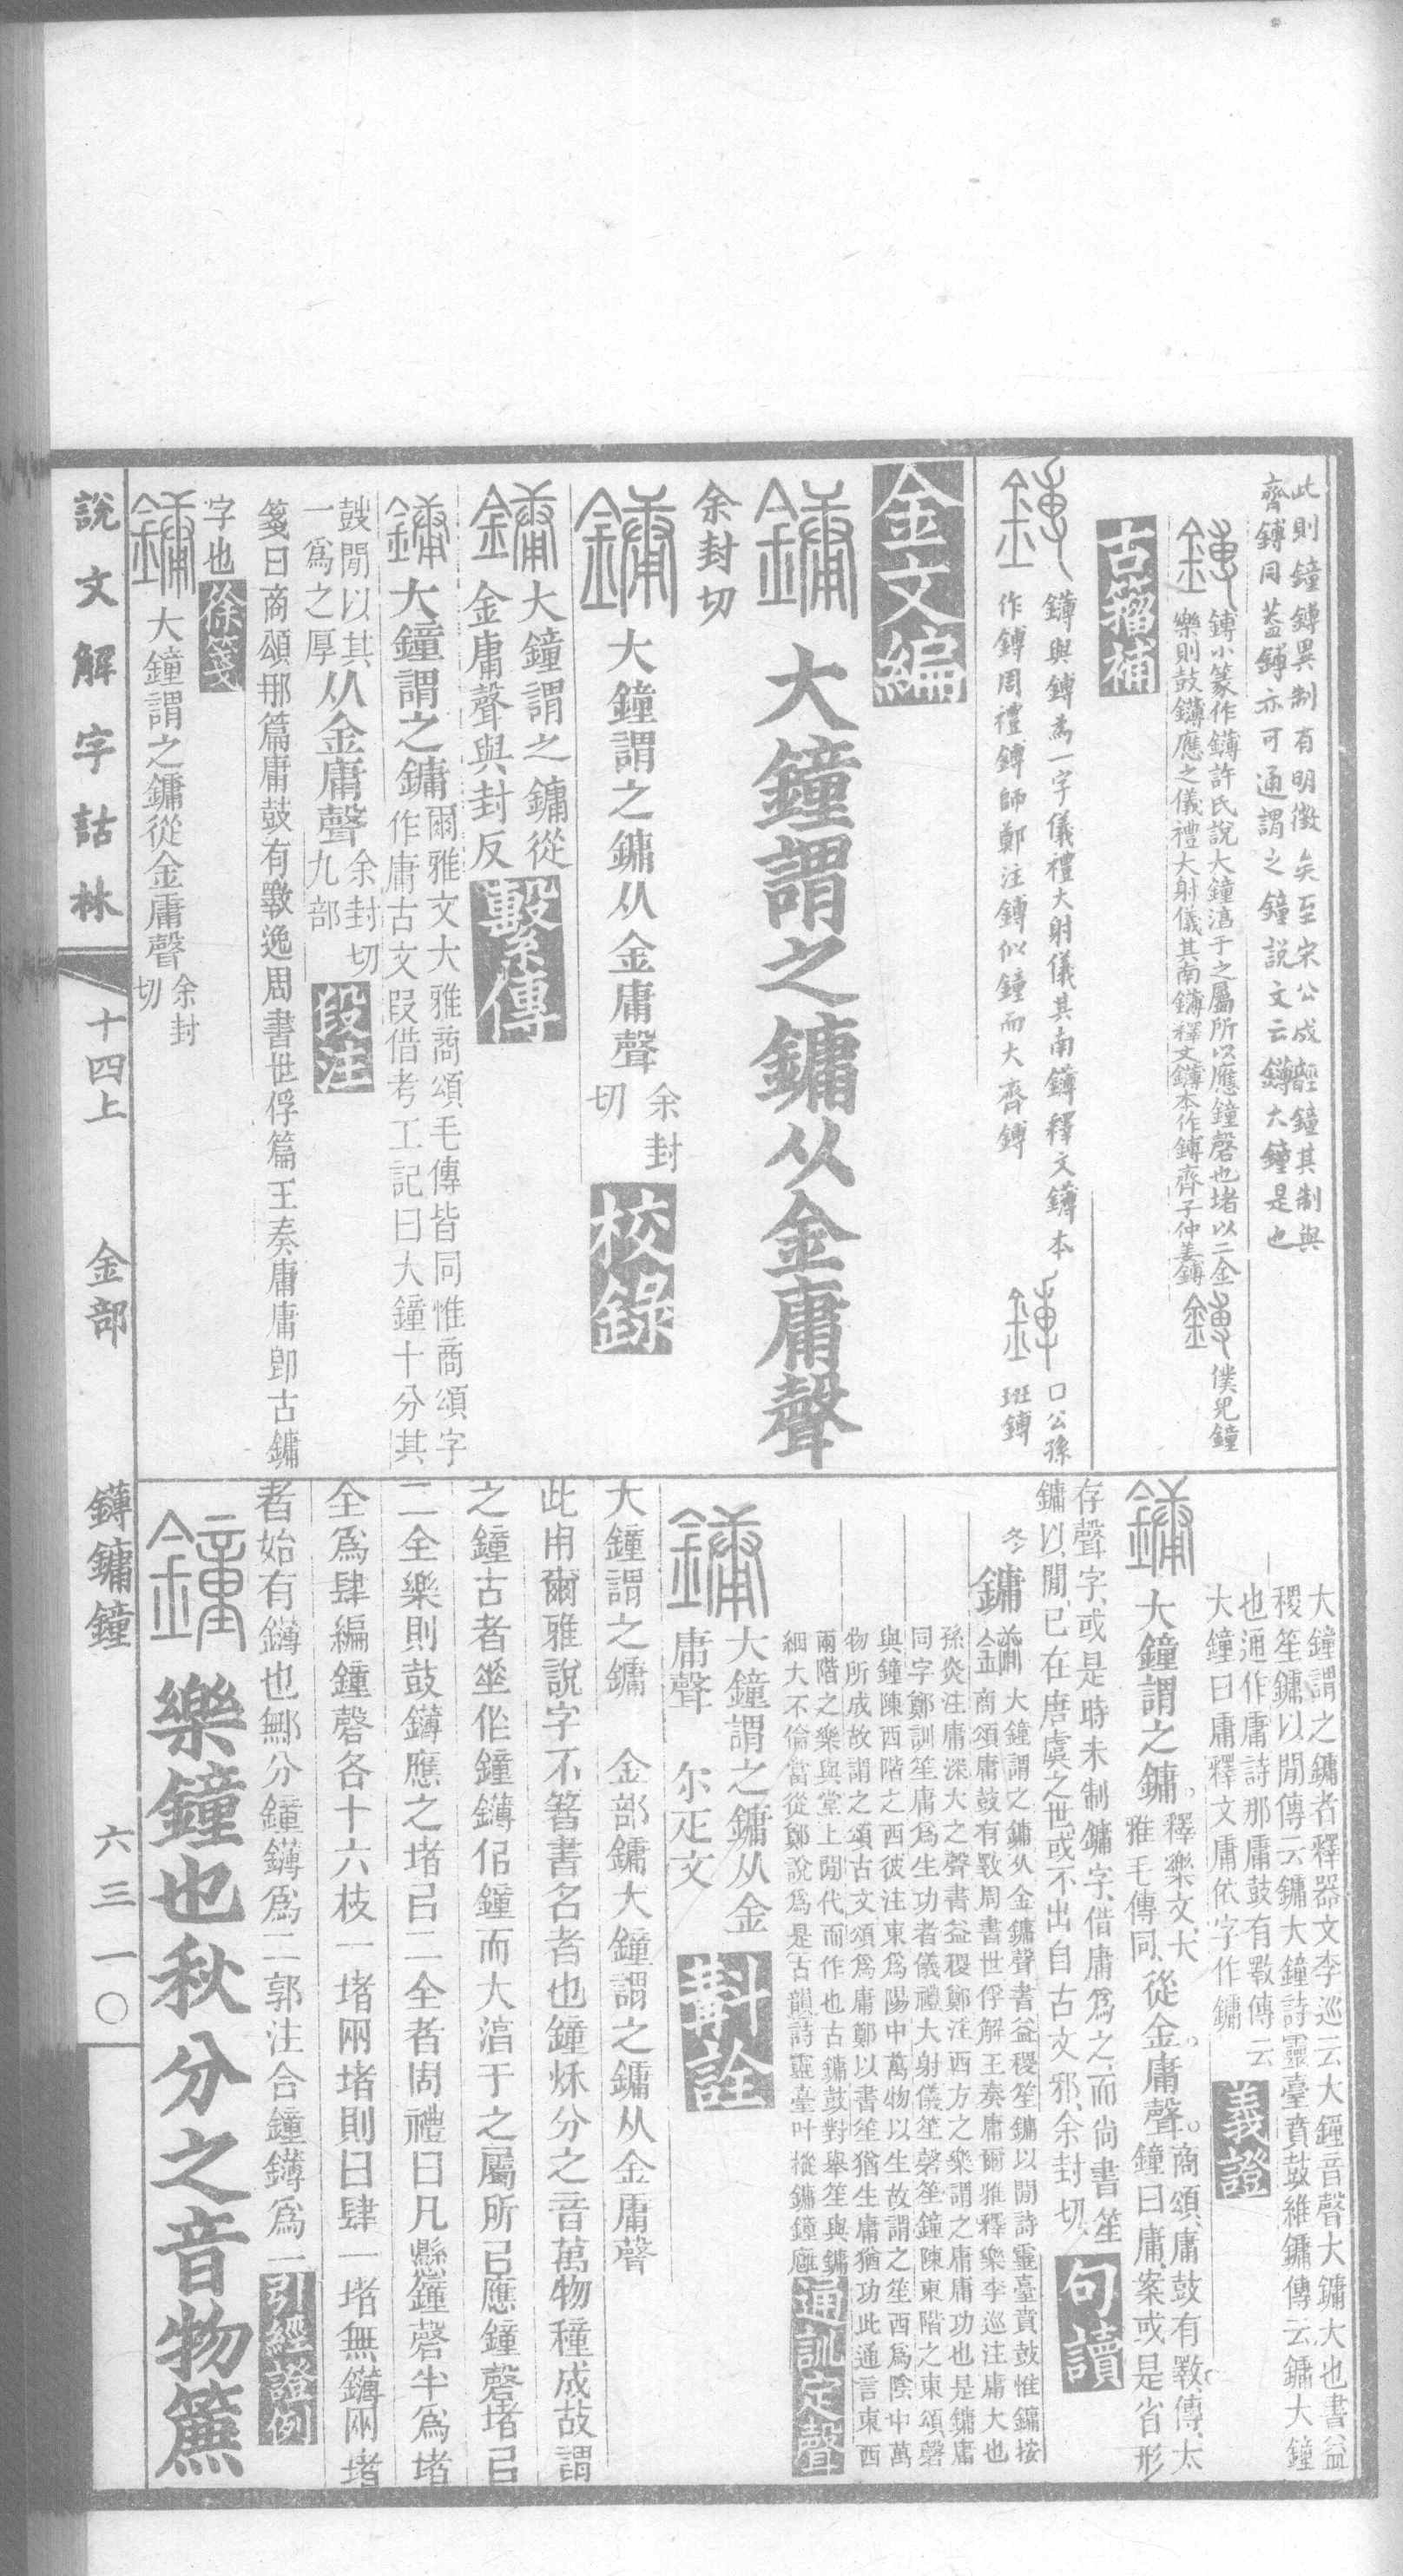 此則鐘鎛異制有明徵矣至宋公成䪫鐘其制與
齊鎛同蓋鎛亦可通謂之鐘說文云鑮大鐘是也
鎛小篆作鑮許氏說大鐘淳于之屬所以應鐘磬也堵以二金
樂則鼓鑮應之儀禮大射儀其南鑮釋文鑮本作鎛齊子仲姜鎛
僕兒鐘
古籀補
鑮與鎛為一字儀禮大射儀其南鑮釋文鑮本
作鎛周禮鎛師鄭注鎛似鐘而大齊鎛
口公孫
班鎛
金文編
鏞 大鐘謂之鏞从金庸聲
余封切
鏞 大鐘謂之鏞从金庸聲 余封
切
校錄
鏞 大鐘謂之鏞從
金庸聲與封反
繫傳
鏞 大鐘謂之鏞 爾雅文大雅商頌毛傳皆同惟商頌字
作庸古文叚借考工記曰大鐘十分其
鼓閒以其
一爲之厚 从金庸聲 余封切
九部
段注
箋曰商頌那篇庸鼓有斁逸周書世俘篇王奏庸庸卽古鏞
字也
徐箋
鏞 大鐘謂之鏞從金庸聲 余封
切
大鐘謂之鏞者釋器文李巡云大鐘音聲大鏞大也書益
稷笙鏞以閒傳云鏞大鐘詩靈臺賁鼓維鏞傳云鏞大鐘
也通作庸詩那庸鼓有斁傳云
大鐘曰庸釋文庸依字作鏞
義證
鏞 大鐘謂之鏞。釋樂文、大
雅毛傳同、從金庸聲。商頌、庸鼓有斁、傳、大
鐘曰庸、案或是省形
存聲字、或是時未制鏞字、借庸爲之、而尙書笙
鏞以閒、已在唐虞之世、或不出自古文邪、余封切、
句讀
冬 鏞 大鐘謂之鏞从金庸聲書益稷笙鏞以閒詩靈臺賁鼓惟鏞按
商頌庸鼓有斁周書世俘解王奏庸爾雅釋樂李巡注庸大也
孫炎注庸深大之聲書益稷鄭注西方之樂謂之庸庸功也是鏞庸
同字鄭訓笙庸爲生功者儀禮大射儀笙磬笙鐘陳東階之東頌磬
與鐘陳西階之西彼注東爲陽中萬物以生故謂之笙西爲陰中萬
物所成故謂之頌古文頌爲庸鄭以書笙猶生庸猶功此通言東西
兩階之樂與堂上閒代而作也古鏞鼓對舉笙與鏞
細大不倫當從鄭說爲是古韻詩靈臺叶樅鏞鐘廱
通訓定聲
鏞 大鐘謂之鏞从金
庸聲 尔疋文
斠詮
大鐘謂之鏞 金部鏞大鐘謂之鏞从金庸聲
此用爾雅說字不箸書名者也鐘烌分之音萬物穜成故謂
之鐘古者垂作鐘鑮佀鐘而大淳于之屬所㠯應鐘磬堵㠯
二全樂則鼓鑮應之堵㠯二全者周禮曰凡懸鐘磬半爲堵
全爲肆編鐘磬各十六枝一堵兩堵則曰肆一堵無鑮兩堵
者始有鑮也鄦分鐘鑮爲二郭注合鐘鑮爲一
引經證例
鐘 樂鐘也秋分之音物穜
說文解字詁林
十四上 金部 鑮鏞鐘 六三一〇